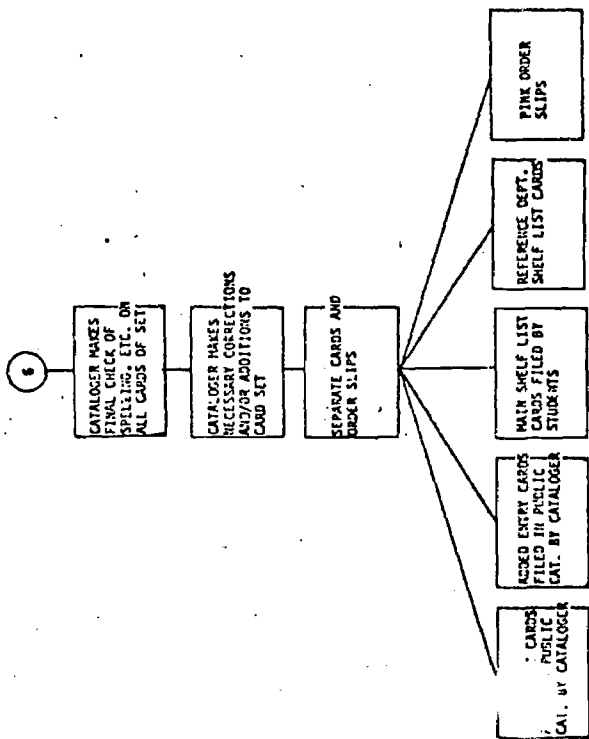 6
CATALOGER MAKES
FINAL CHECK OF
SPELLING, ETC. ON
ALL CARDS OF SET
CATALOGER MAKES
NECESSARY CORRECTIONS
AND/OR ADDITIONS TO
CARD SET
SEPARATE CARDS AND
ORDER SLIPS
CARDS
PUBLIC
CAT. BY CATALOGER
ADDED ENTRY CARDS
FILED IN PUBLIC
CAT. BY CATALOGER
MAIN SHELF LIST
CARDS FILED BY
STUDENTS
REFERENCE DEPT.
SHELF LIST CARDS
PINK ORDER
SLIPS